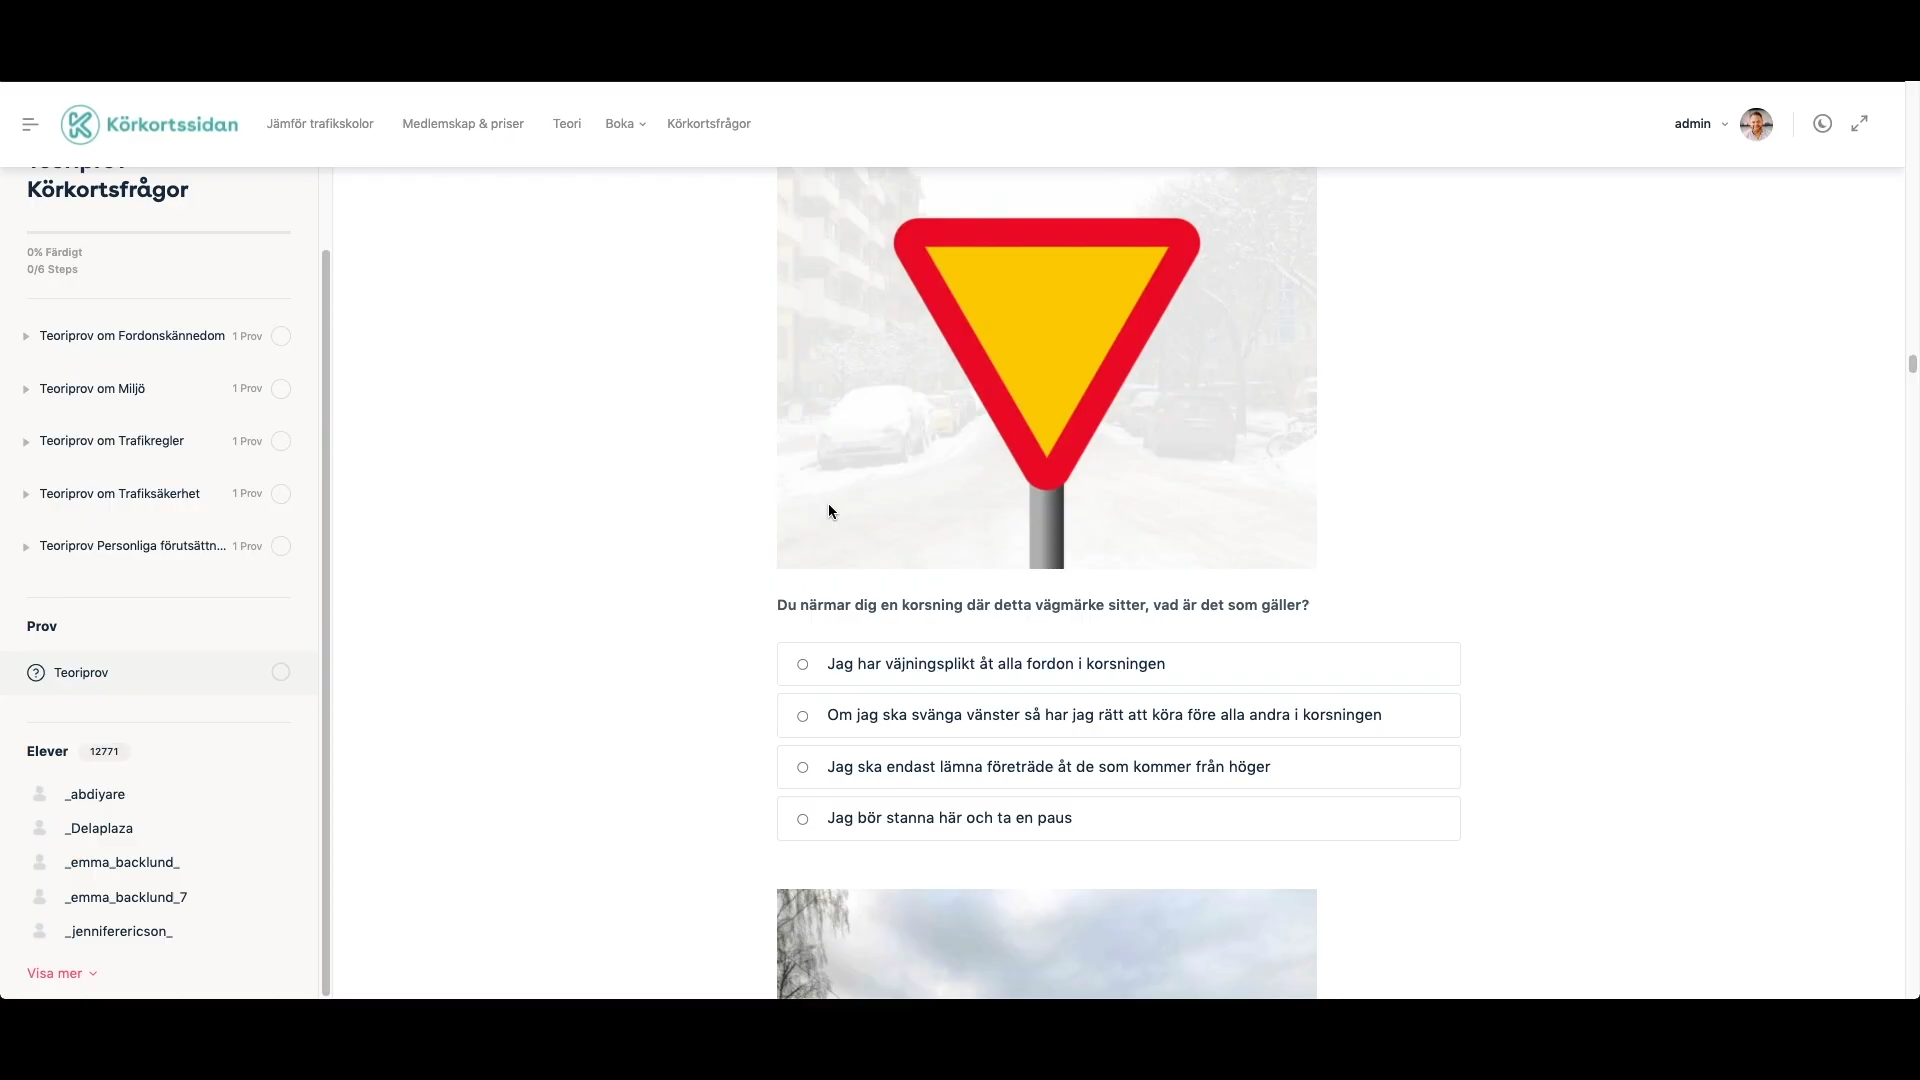 Körkortssidan
Jämför trafikskolor
Medlemskap & priser
Teori
Boka
Körkortsfrågor
admin
Teoriprov
Körkortsfrågor
0% Färdigt
0/6 Steps
Teoriprov om Fordonskännedom 1 Prov
Teoriprov om Miljö 1 Prov
Teoriprov om Trafikregler 1 Prov
Teoriprov om Trafiksäkerhet 1 Prov
Teoriprov Personliga förutsättn... 1 Prov
Prov
? Teoriprov
Elever 12771
_abdiyare
_Delaplaza
_emma_backlund_
_emma_backlund_7
_jenniferericson_
Visa mer
Du närmar dig en korsning där detta vägmärke sitter, vad är det som gäller?
Jag har väjningsplikt åt alla fordon i korsningen
Om jag ska svänga vänster så har jag rätt att köra före alla andra i korsningen
Jag ska endast lämna företräde åt de som kommer från höger
Jag bör stanna här och ta en paus